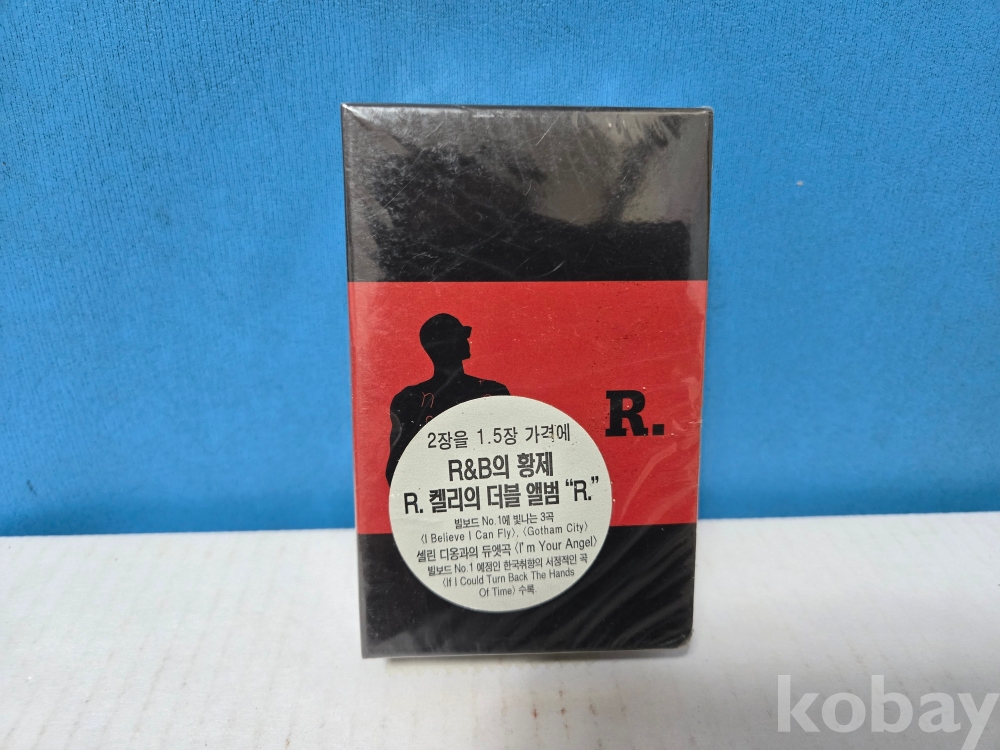 R.
2장을 1.5장 가격에
R&B의 황제
R. 켈리의 더블 앨범 “R.”
빌보드 No.1에 빛나는 3곡
〈I Believe I Can Fly〉, 〈Gotham City〉
셀린 디옹과의 듀엣곡 〈I'm Your Angel〉
빌보드 No.1 예정인 한국취향의 서정적인 곡
〈If I Could Turn Back The Hands
Of Time〉 수록.
kobay